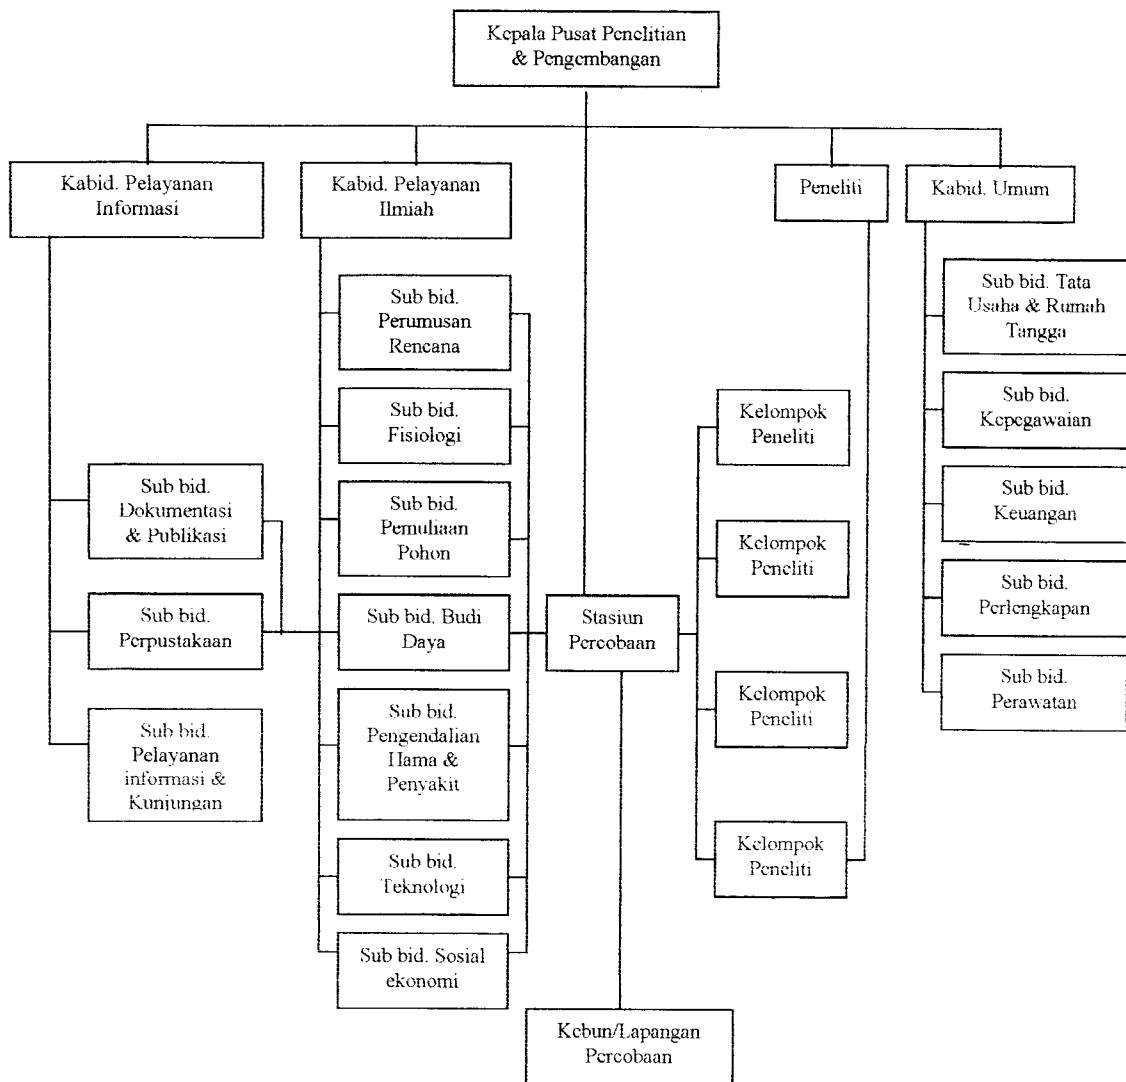 Kepala Pusat Penelitian
& Pengembangan
Kabid. Pelayanan
Informasi
Kabid. Pelayanan
Ilmiah
Peneliti
Kabid. Umum
Sub bid.
Dokumentasi
& Publikasi
Sub bid.
Perpustakaan
Sub bid.
Pelayanan
informasi &
Kunjungan
Sub bid.
Perumusan
Rencana
Sub bid.
Fisiologi
Sub bid.
Pemuliaan
Pohon
Sub bid. Budi
Daya
Sub bid.
Pengendalian
Hama &
Penyakit
Sub bid.
Teknologi
Sub bid. Sosial
ekonomi
Stasiun
Percobaan
Kebun/Lapangan
Percobaan
Kelompok
Peneliti
Kelompok
Peneliti
Kelompok
Peneliti
Kelompok
Peneliti
Sub bid. Tata
Usaha & Rumah
Tangga
Sub bid.
Kepegawaian
Sub bid.
Keuangan
Sub bid.
Perlengkapan
Sub bid.
Perawatan